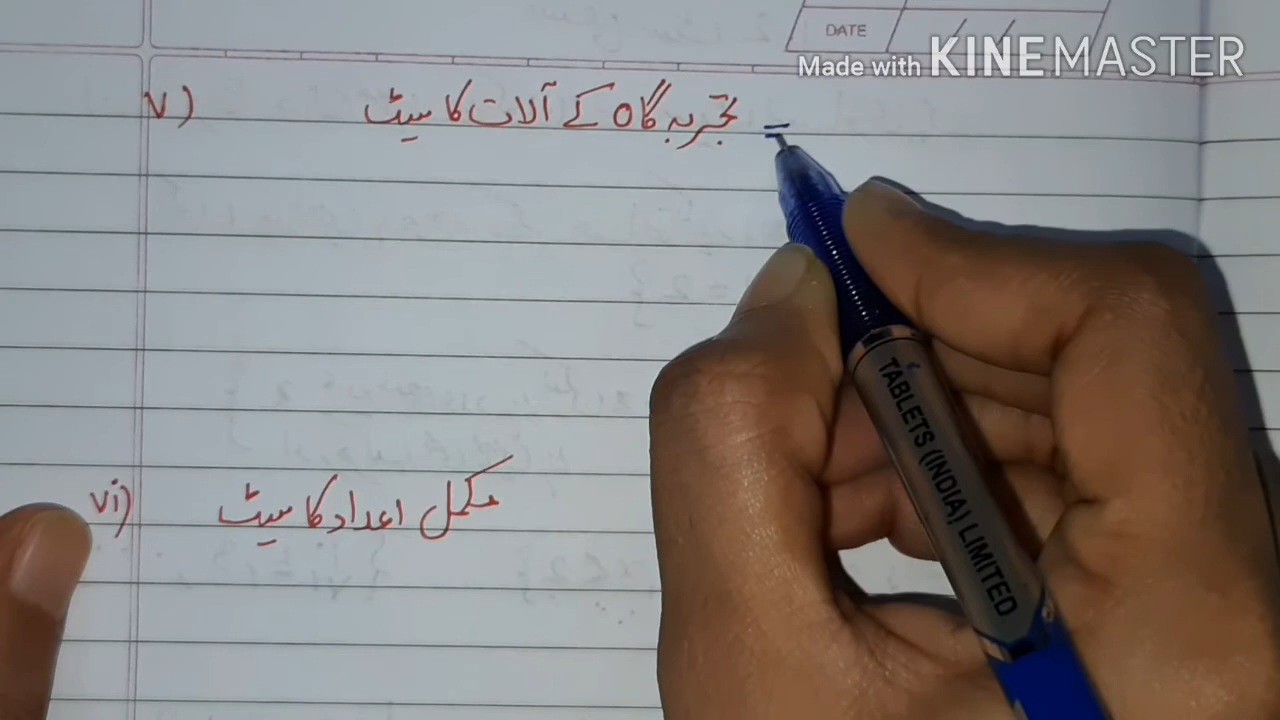 DATE / /
Made with KINEMASTER
v) تجربہ گاہ کے آلات کا سیٹ =
vi) مکمل اعداد کا سیٹ
TABLETS (INDIA) LIMITED